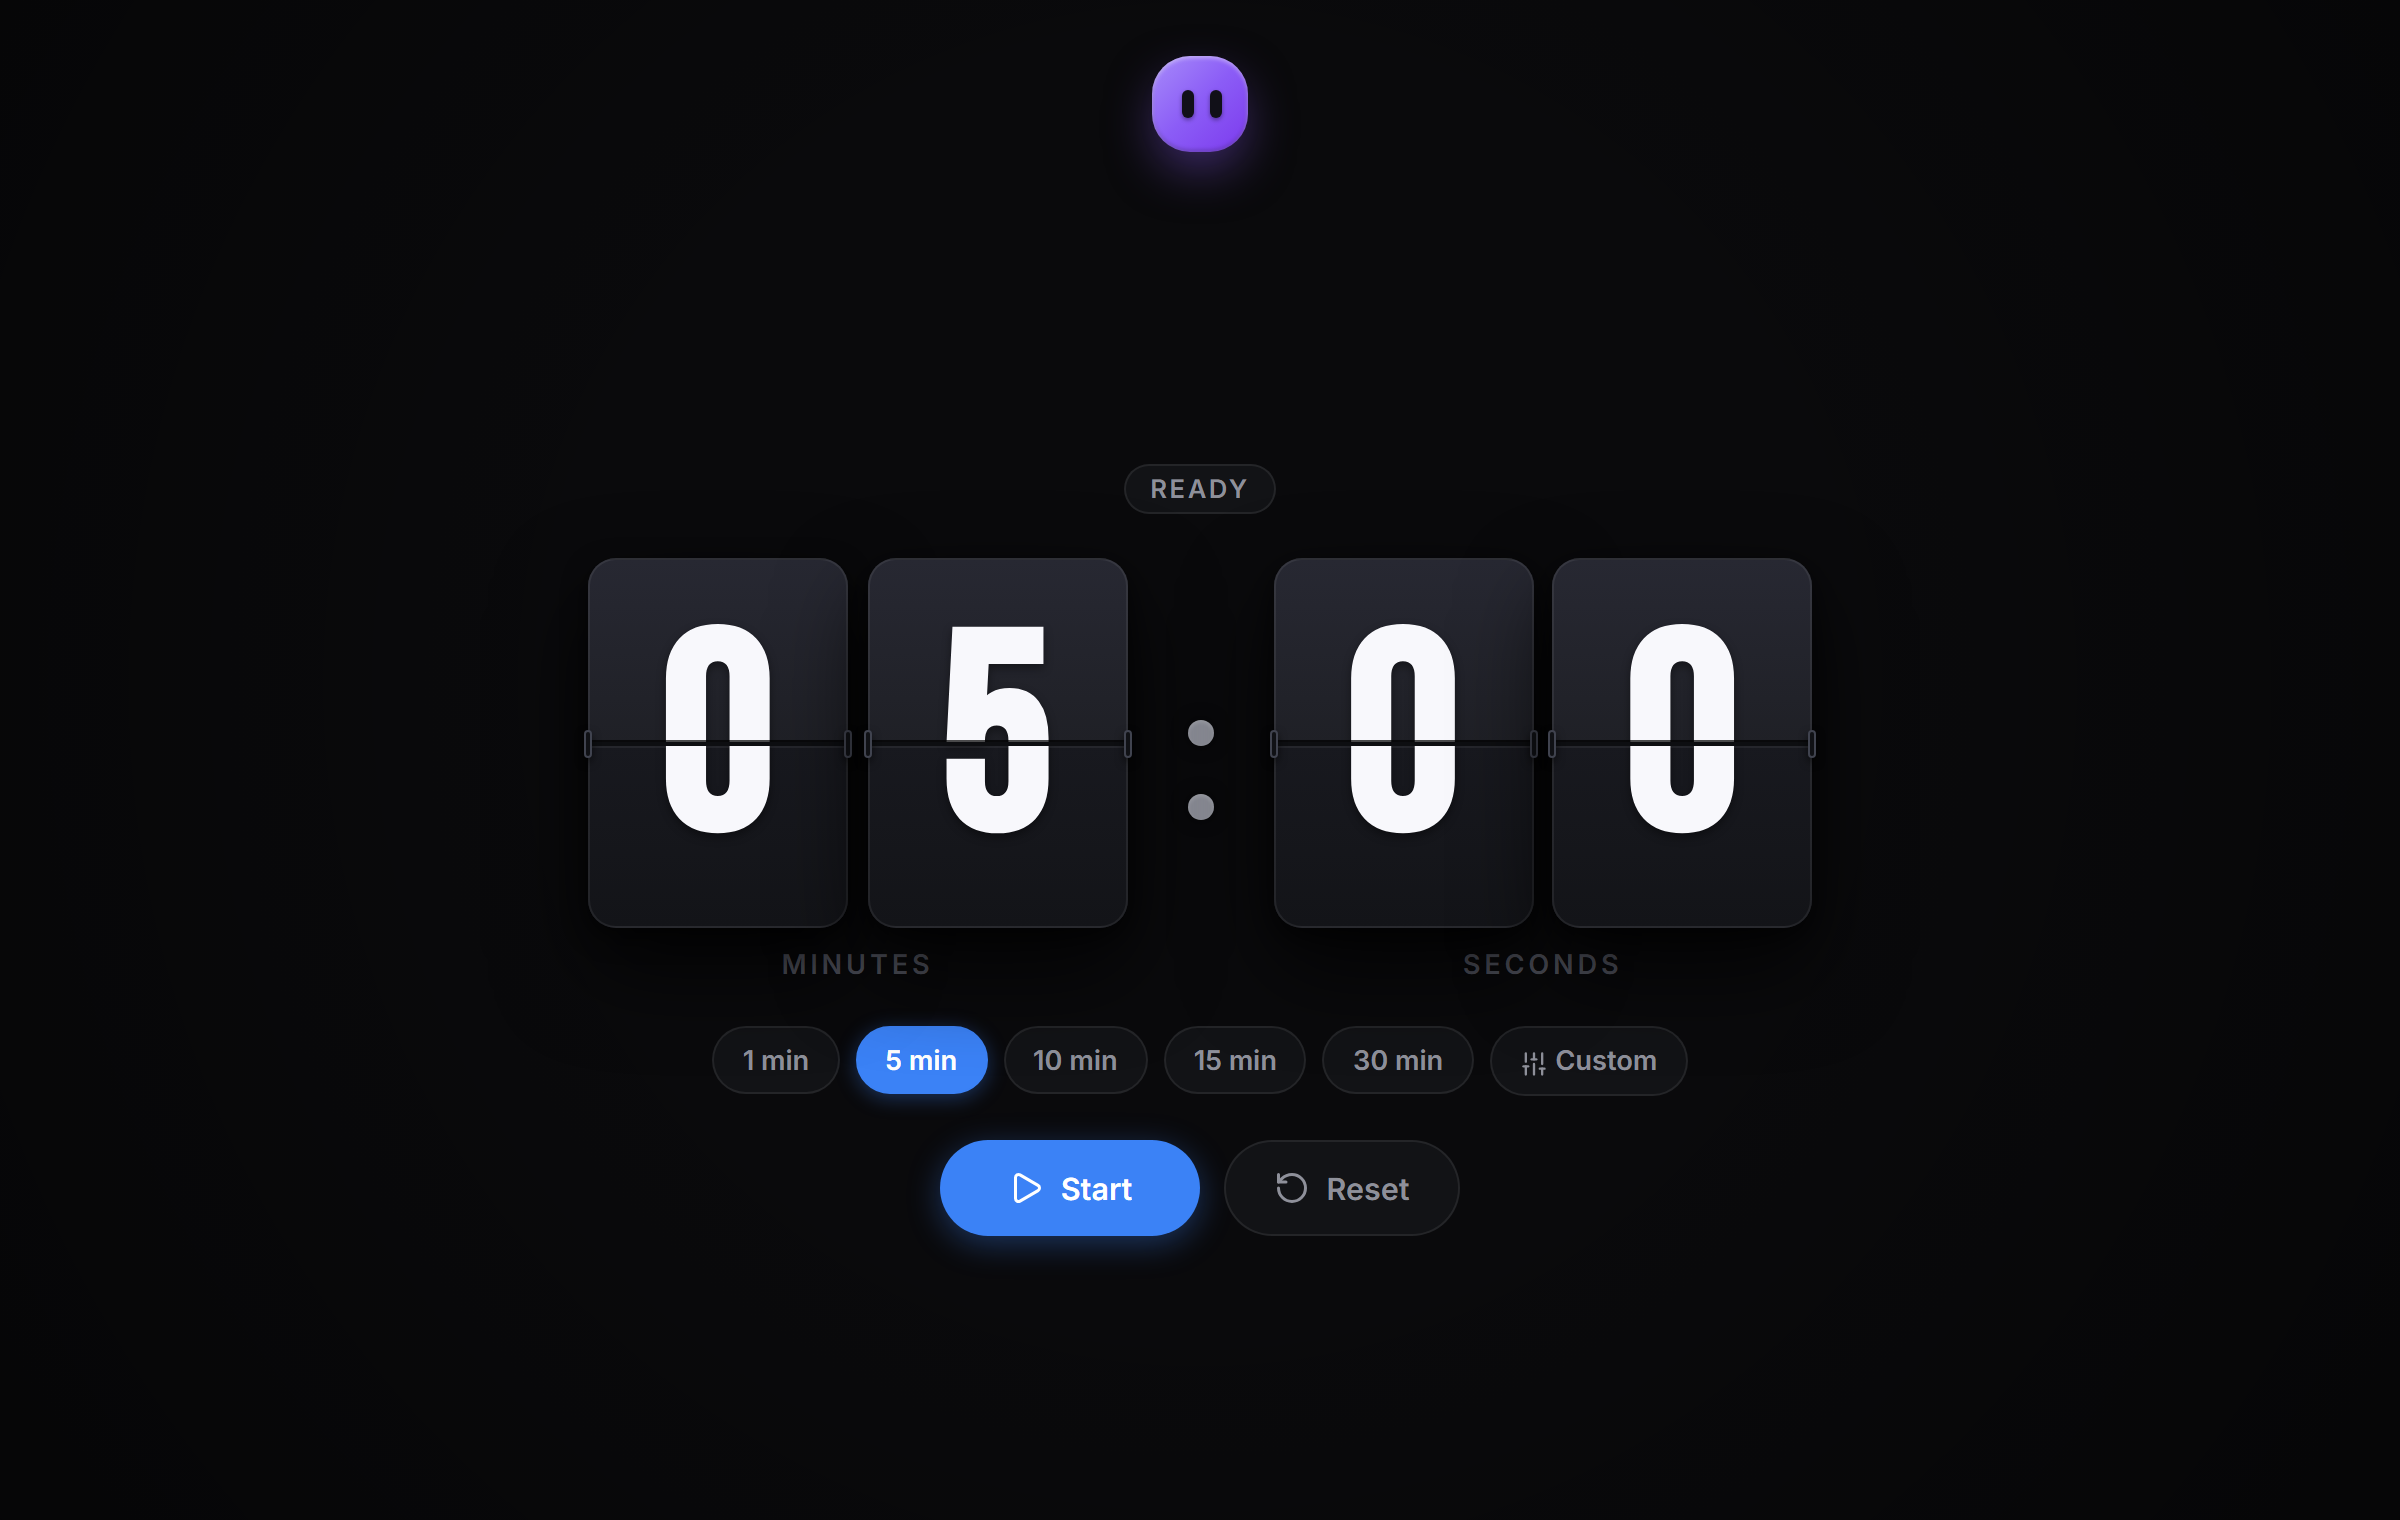 READY
05:00
MINUTES SECONDS
1 min 5 min 10 min 15 min 30 min Custom
Start Reset